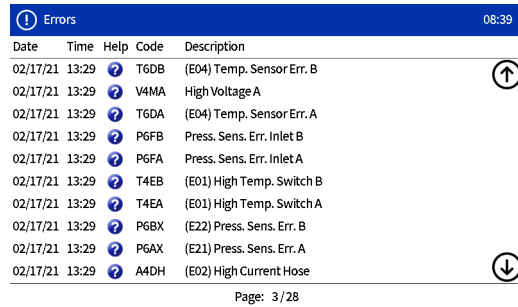 Errors 08:39
Date Time Help Code Description
02/17/21 13:29 ? T6DB (E04) Temp. Sensor Err. B
02/17/21 13:29 ? V4MA High Voltage A
02/17/21 13:29 ? T6DA (E04) Temp. Sensor Err. A
02/17/21 13:29 ? P6FB Press. Sens. Err. Inlet B
02/17/21 13:29 ? P6FA Press. Sens. Err. Inlet A
02/17/21 13:29 ? T4EB (E01) High Temp. Switch B
02/17/21 13:29 ? T4EA (E01) High Temp. Switch A
02/17/21 13:29 ? P6BX (E22) Press. Sens. Err. B
02/17/21 13:29 ? P6AX (E21) Press. Sens. Err. A
02/17/21 13:29 ? A4DH (E02) High Current Hose
Page: 3/28